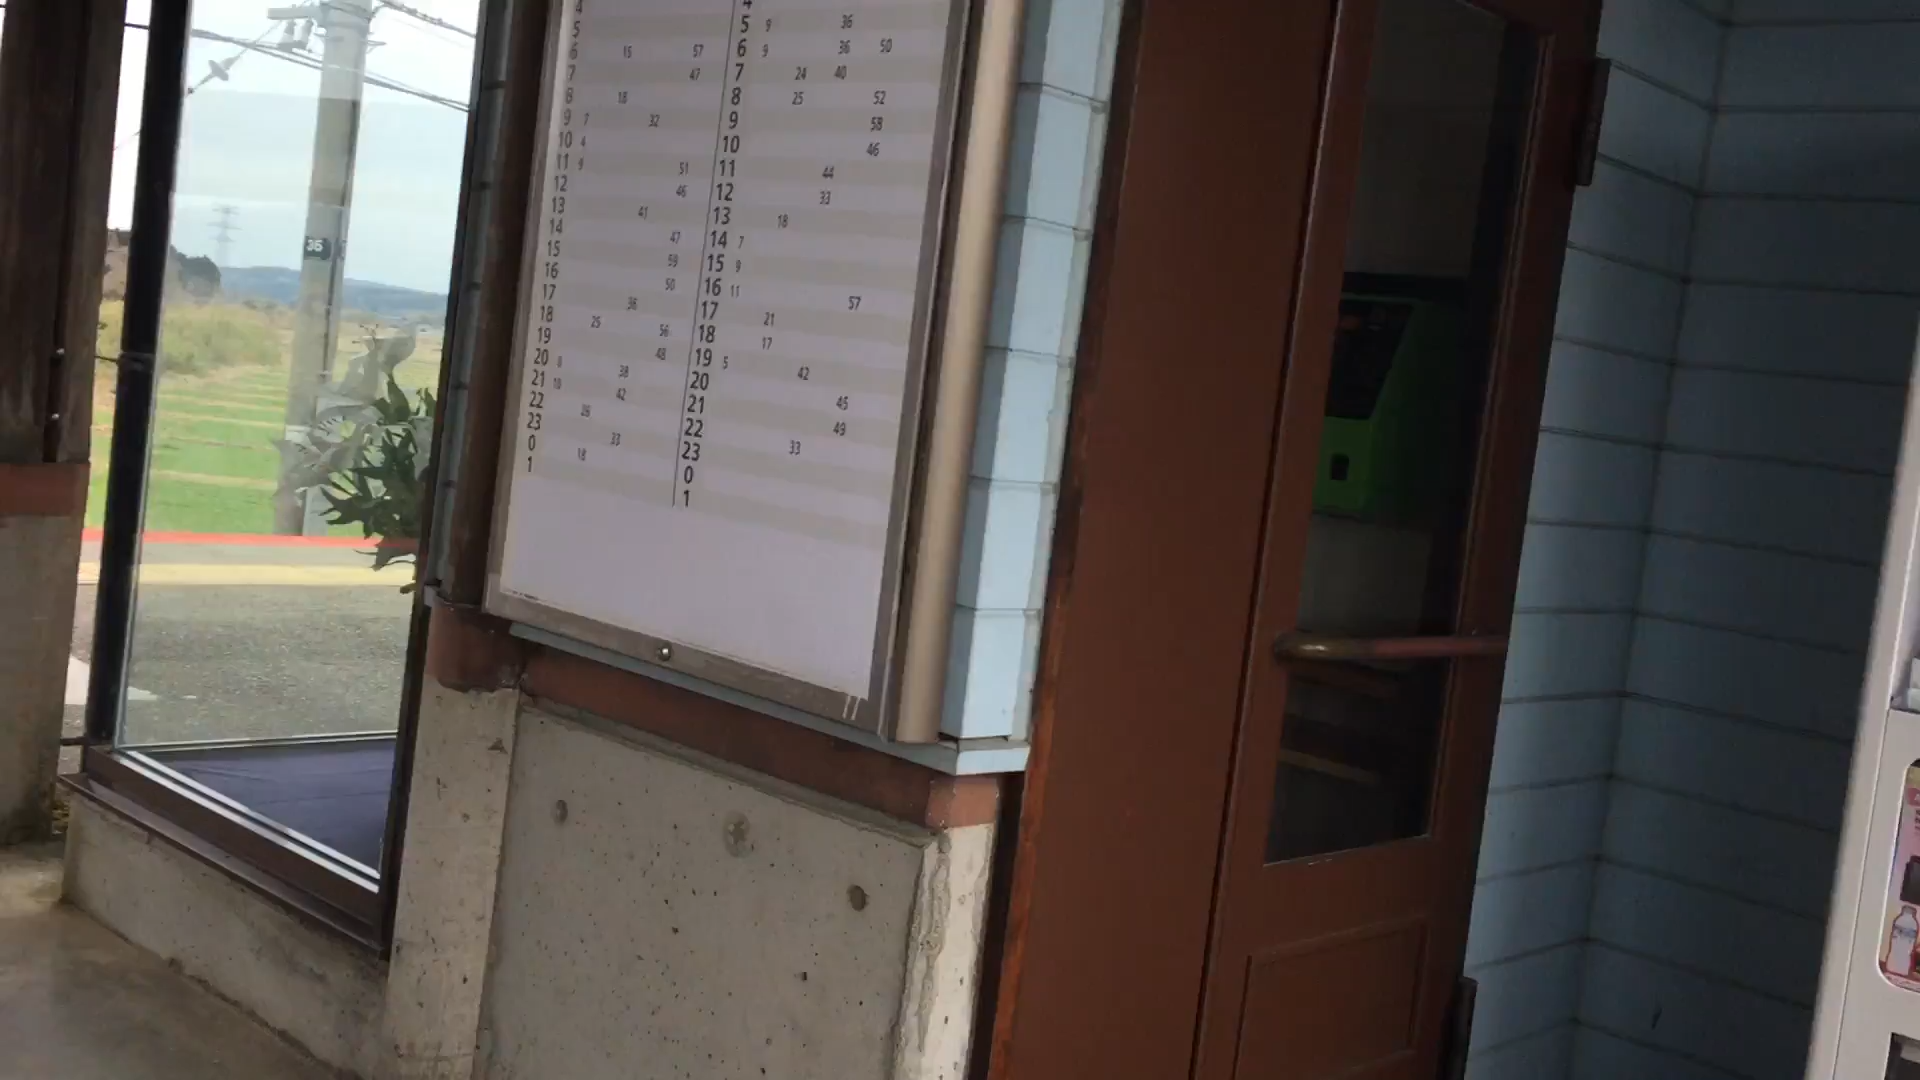 4 4
5 5 9 36
6 15 57 6 9 36 50
7 47 7 24 40
8 18 8 25 52
9 7 32 9 58
10 4 10 46
11 9 51 11 44
12 46 12 33
13 41 13 18
14 47 14 7
15 59 15 9
16 50 16 11 57
17 36 17 21
18 25 56 18 17
19 48 19 5 42
20 38 20 45
21 10 42 21 49
22 29 22 33
23 33 23
0 18 0
1 1
36